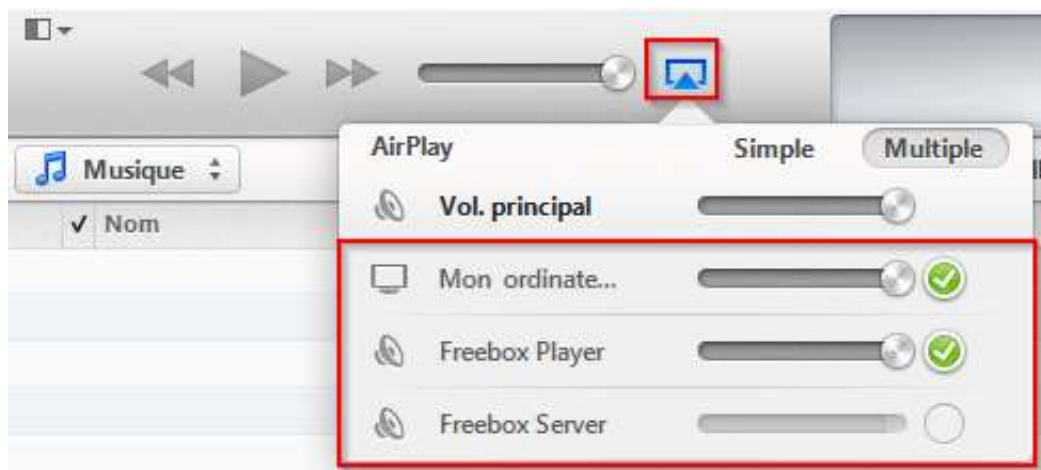 AirPlay Simple Multiple
Musique
Vol. principal
✓ Nom
Mon ordinate...
Freebox Player
Freebox Server